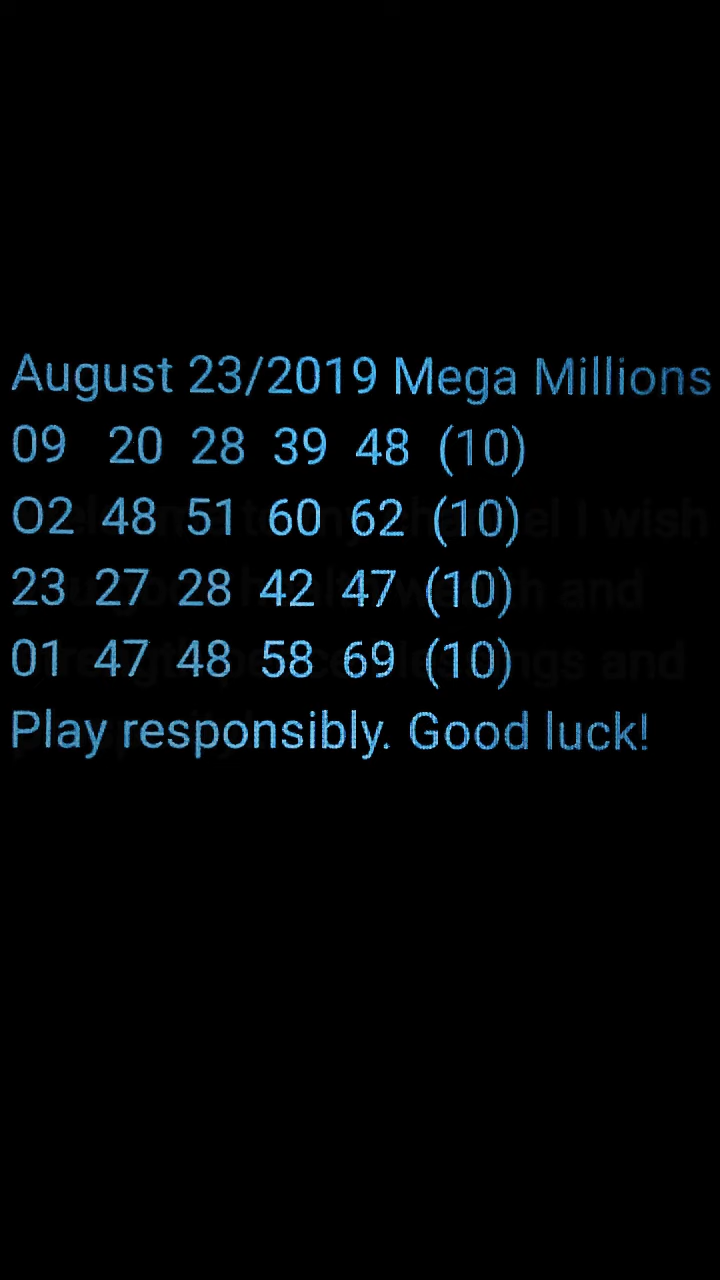 August 23/2019 Mega Millions
09 20 28 39 48 (10)
O2 48 51 60 62 (10)
23 27 28 42 47 (10)
01 47 48 58 69 (10)
Play responsibly. Good luck!